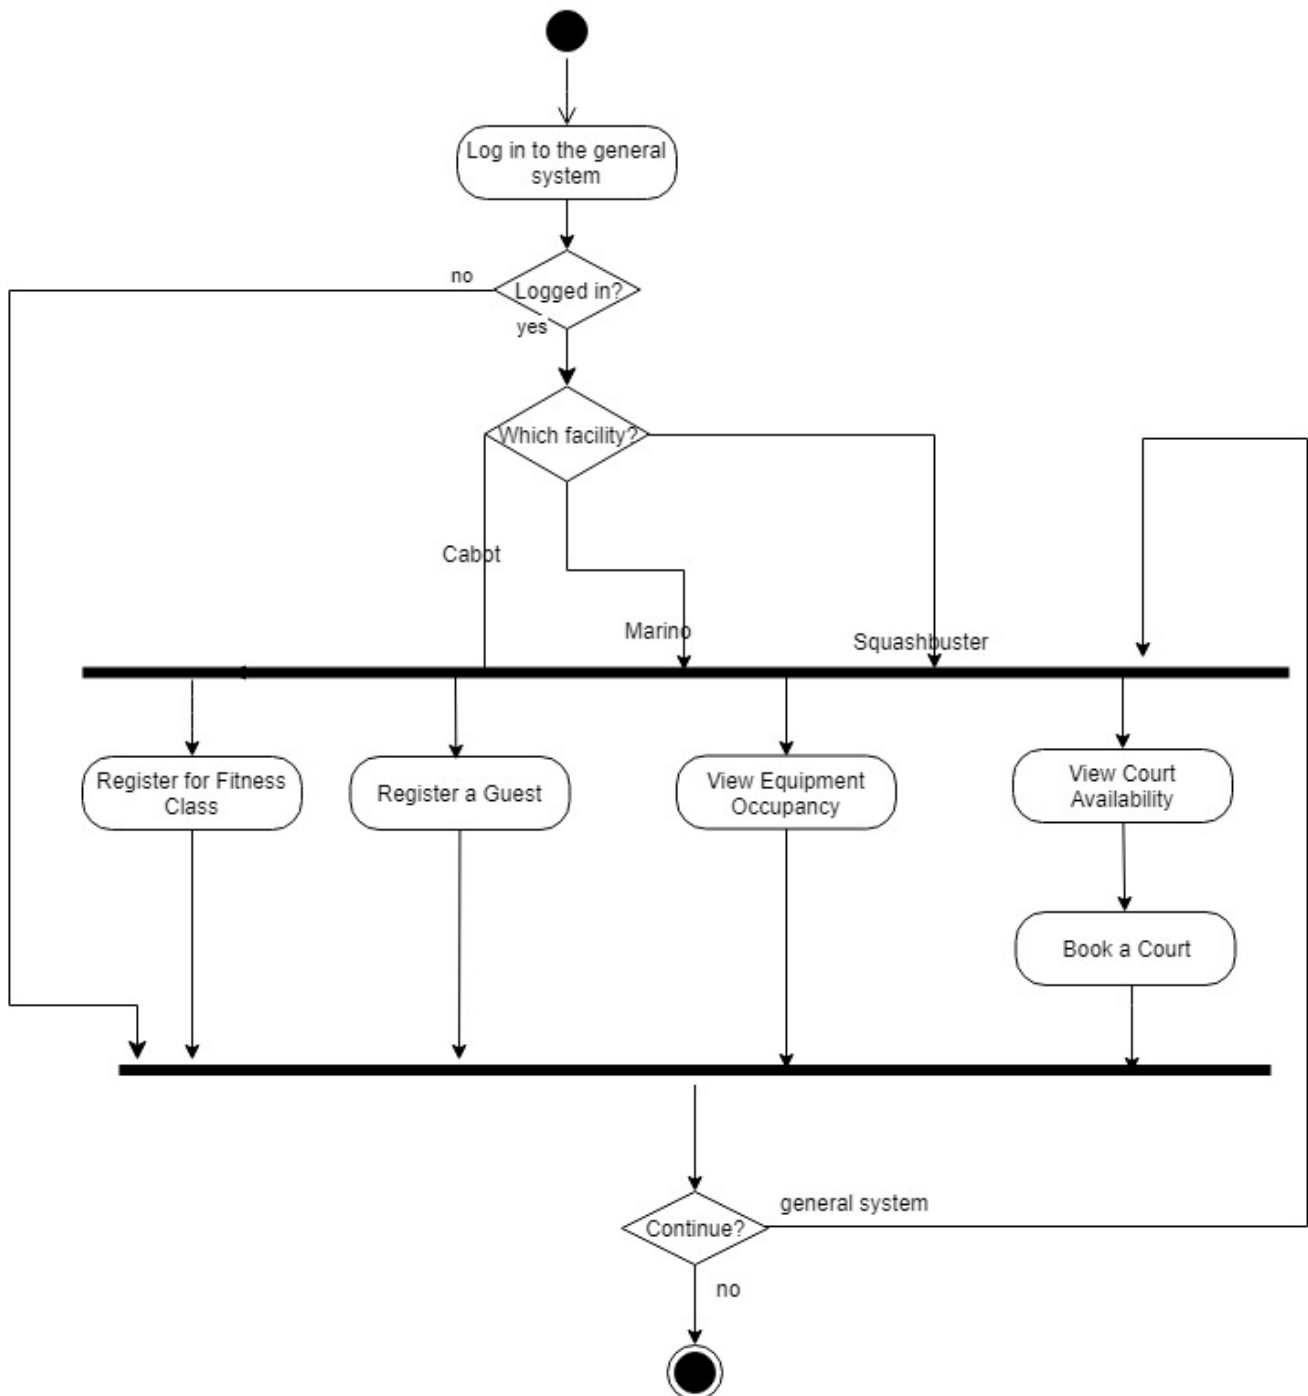 Log in to the general
system
no
Logged in?
yes
Which facility?
Cabot
Marino
Squashbuster
Register for Fitness
Class
Register a Guest
View Equipment
Occupancy
View Court
Availability
Book a Court
general system
Continue?
no